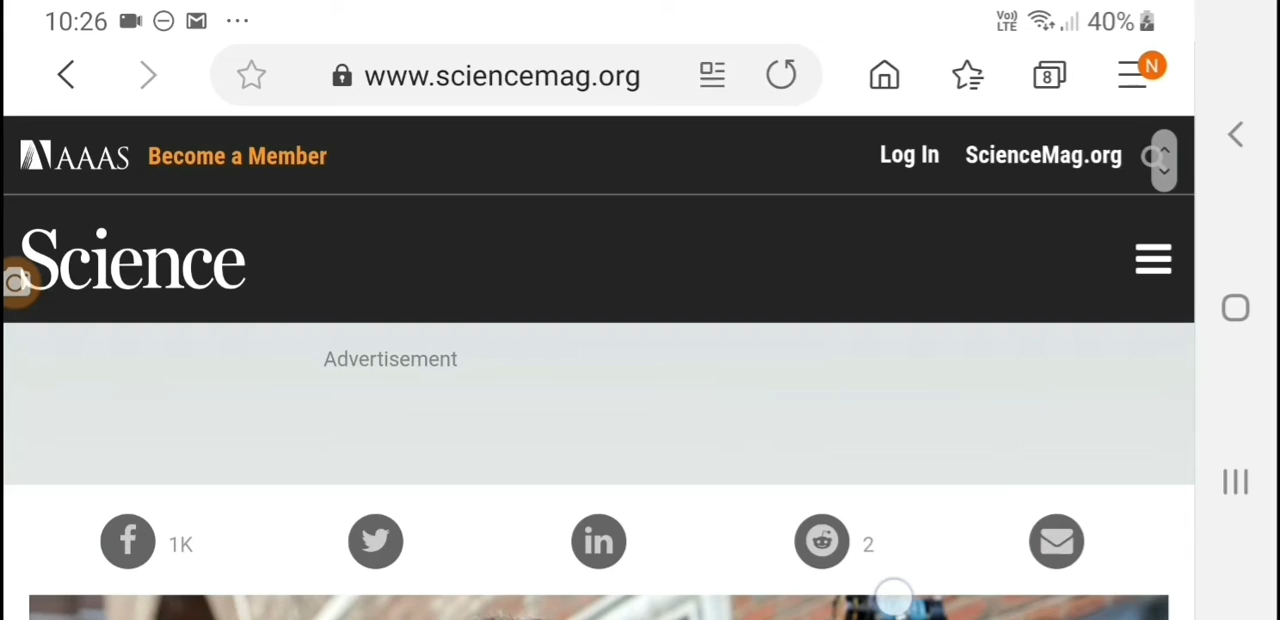 10:26
Vo)) LTE 40%
www.sciencemag.org
8
N
AAAS Become a Member Log In ScienceMag.org
Science
Advertisement
1K
2